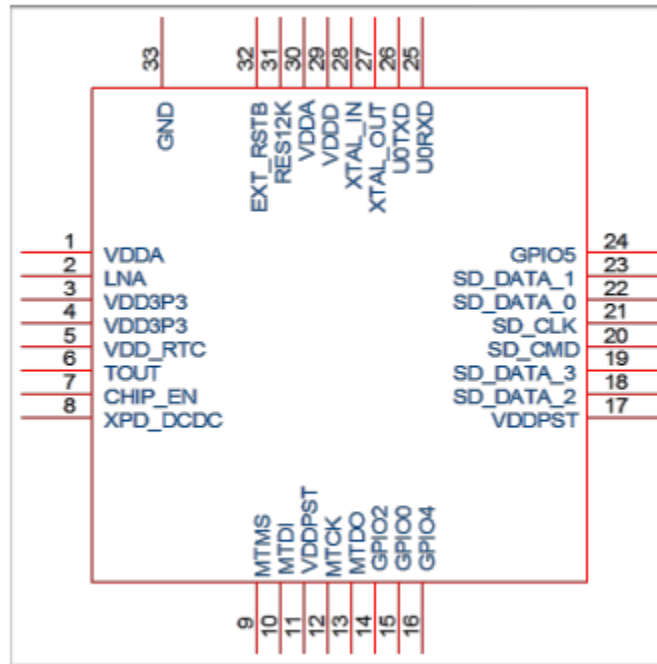 33
32
31
30
29
28
27
26
25
GND
EXT_RSTB
RES12K
VDDA
VDDD
XTAL_IN
XTAL_OUT
U0TXD
U0RXD
1 VDDA
2 LNA
3 VDD3P3
4 VDD3P3
5 VDD_RTC
6 TOUT
7 CHIP_EN
8 XPD_DCDC
GPIO5 24
SD_DATA_1 23
SD_DATA_0 22
SD_CLK 21
SD_CMD 20
SD_DATA_3 19
SD_DATA_2 18
VDDPST 17
MTMS
MTDI
VDDPST
MTCK
MTDO
GPIO2
GPIO0
GPIO4
9
10
11
12
13
14
15
16